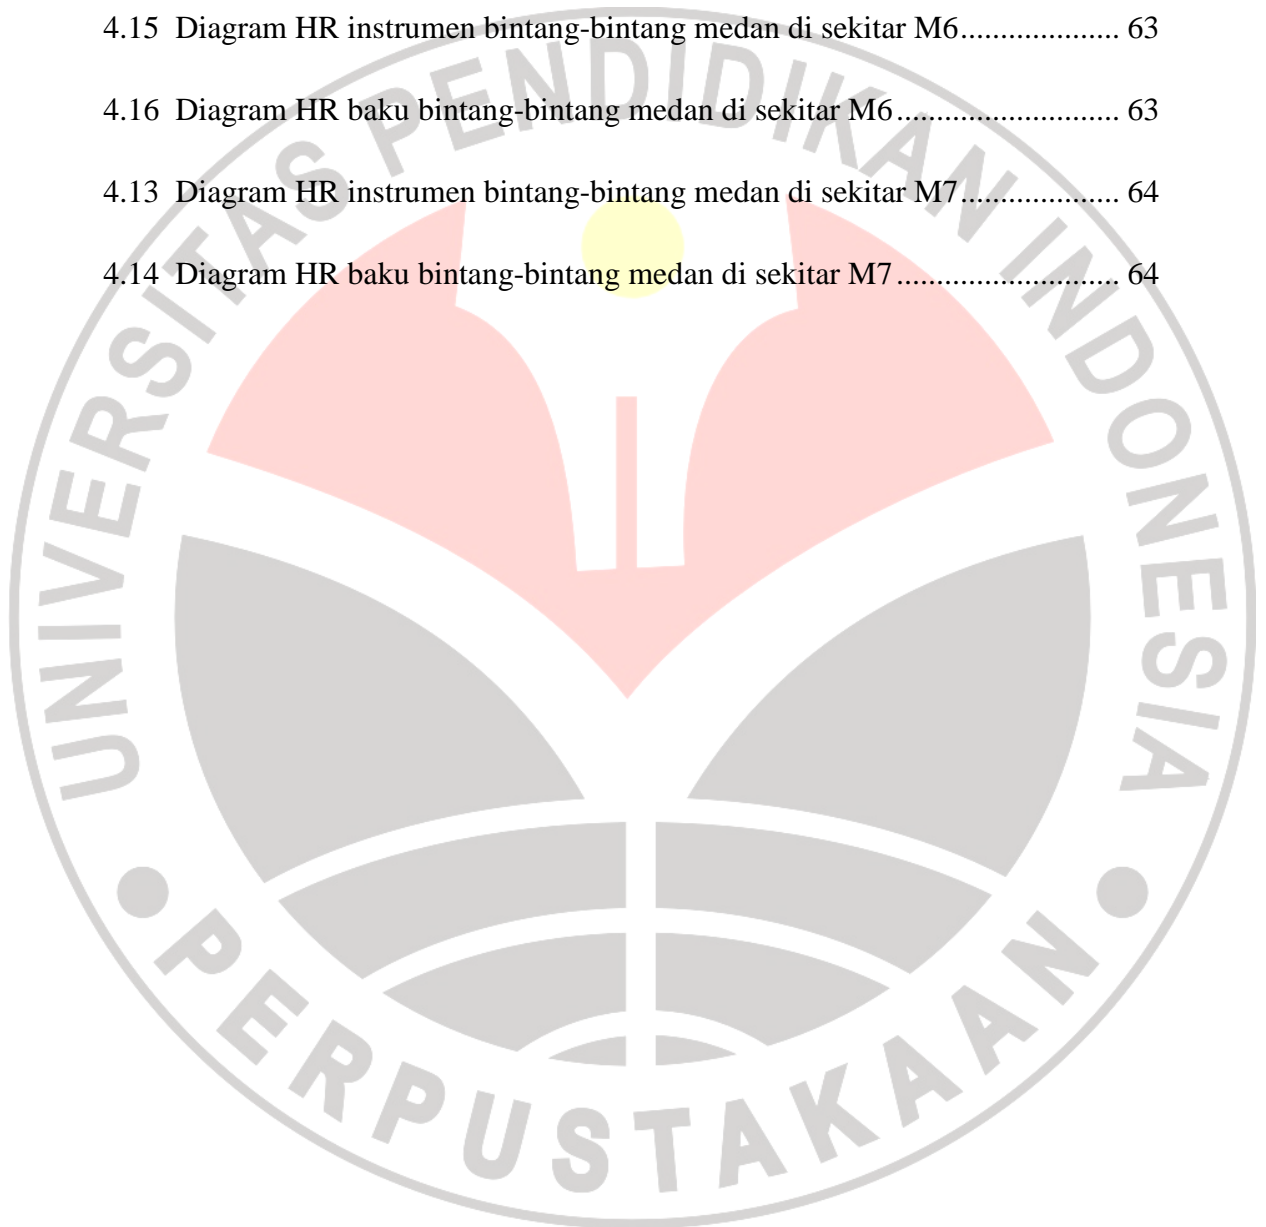 4.15 Diagram HR instrumen bintang-bintang medan di sekitar M6.................... 63
4.16 Diagram HR baku bintang-bintang medan di sekitar M6............................ 63
4.13 Diagram HR instrumen bintang-bintang medan di sekitar M7.................... 64
4.14 Diagram HR baku bintang-bintang medan di sekitar M7............................ 64
UNIVERSITAS PENDIDIKAN INDONESIA
PERPUSTAKAAN